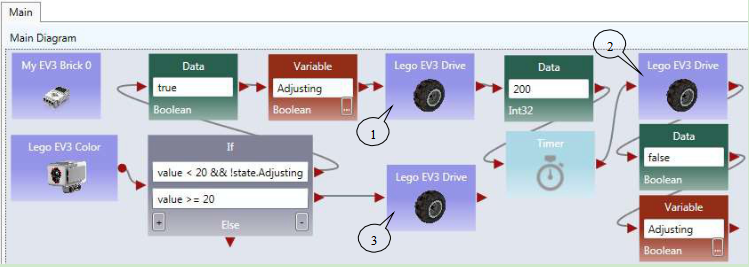 Main
Main Diagram
My EV3 Brick 0
Data
true
Boolean
Variable
Adjusting
Boolean
...
Lego EV3 Drive
1
Data
200
Int32
2
Lego EV3 Drive
Lego EV3 Color
If
value < 20 && !state.Adjusting
value >= 20
+
Else
-
Lego EV3 Drive
3
Timer
Data
false
Boolean
Variable
Adjusting
Boolean
...